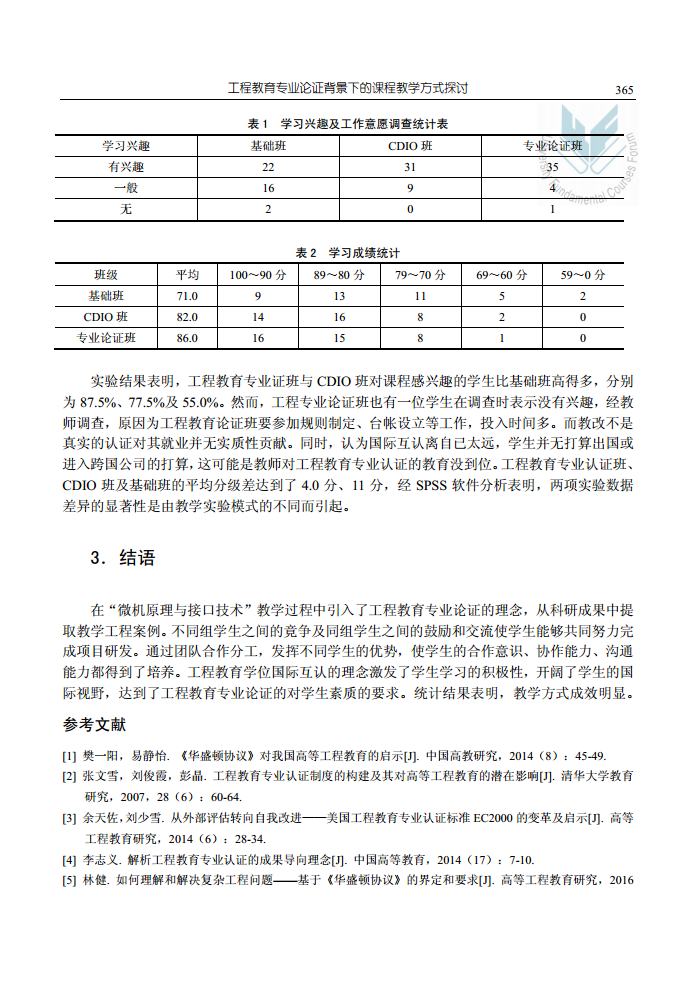 工程教育专业论证背景下的课程教学方式探讨 365
表 1 学习兴趣及工作意愿调查统计表
学习兴趣 基础班 CDIO 班 专业论证班
有兴趣 22 31 35
一般 16 9 4
无 2 0 1
表 2 学习成绩统计
班级 平均 100～90 分 89～80 分 79～70 分 69～60 分 59～0 分
基础班 71.0 9 13 11 5 2
CDIO 班 82.0 14 16 8 2 0
专业论证班 86.0 16 15 8 1 0
实验结果表明，工程教育专业证班与 CDIO 班对课程感兴趣的学生比基础班高得多，分别
为 87.5%、77.5%及 55.0%。然而，工程专业论证班也有一位学生在调查时表示没有兴趣，经教
师调查，原因为工程教育论证班要参加规则制定、台帐设立等工作，投入时间多。而教改不是
真实的认证对其就业并无实质性贡献。同时，认为国际互认离自已太远，学生并无打算出国或
进入跨国公司的打算，这可能是教师对工程教育专业认证的教育没到位。工程教育专业认证班、
CDIO 班及基础班的平均分级差达到了 4.0 分、11 分，经 SPSS 软件分析表明，两项实验数据
差异的显著性是由教学实验模式的不同而引起。
3．结语
在“微机原理与接口技术”教学过程中引入了工程教育专业论证的理念，从科研成果中提
取教学工程案例。不同组学生之间的竟争及同组学生之间的鼓励和交流使学生能够共同努力完
成项目研发。通过团队合作分工，发挥不同学生的优势，使学生的合作意识、协作能力、沟通
能力都得到了培养。工程教育学位国际互认的理念激发了学生学习的积极性，开阔了学生的国
际视野，达到了工程教育专业论证的对学生素质的要求。统计结果表明，教学方式成效明显。
参考文献
[1] 樊一阳，易静怡. 《华盛顿协议》对我国高等工程教育的启示[J]. 中国高教研究，2014（8）：45-49.
[2] 张文雪，刘俊霞，彭晶. 工程教育专业认证制度的构建及其对高等工程教育的潜在影响[J]. 清华大学教育
研究，2007，28（6）：60-64.
[3] 余天佐,刘少雪. 从外部评估转向自我改进——美国工程教育专业认证标准 EC2000 的变革及启示[J]. 高等
工程教育研究，2014（6）：28-34.
[4] 李志义. 解析工程教育专业认证的成果导向理念[J]. 中国高等教育，2014（17）：7-10.
[5] 林健. 如何理解和解决复杂工程问题——基于《华盛顿协议》的界定和要求[J]. 高等工程教育研究，2016